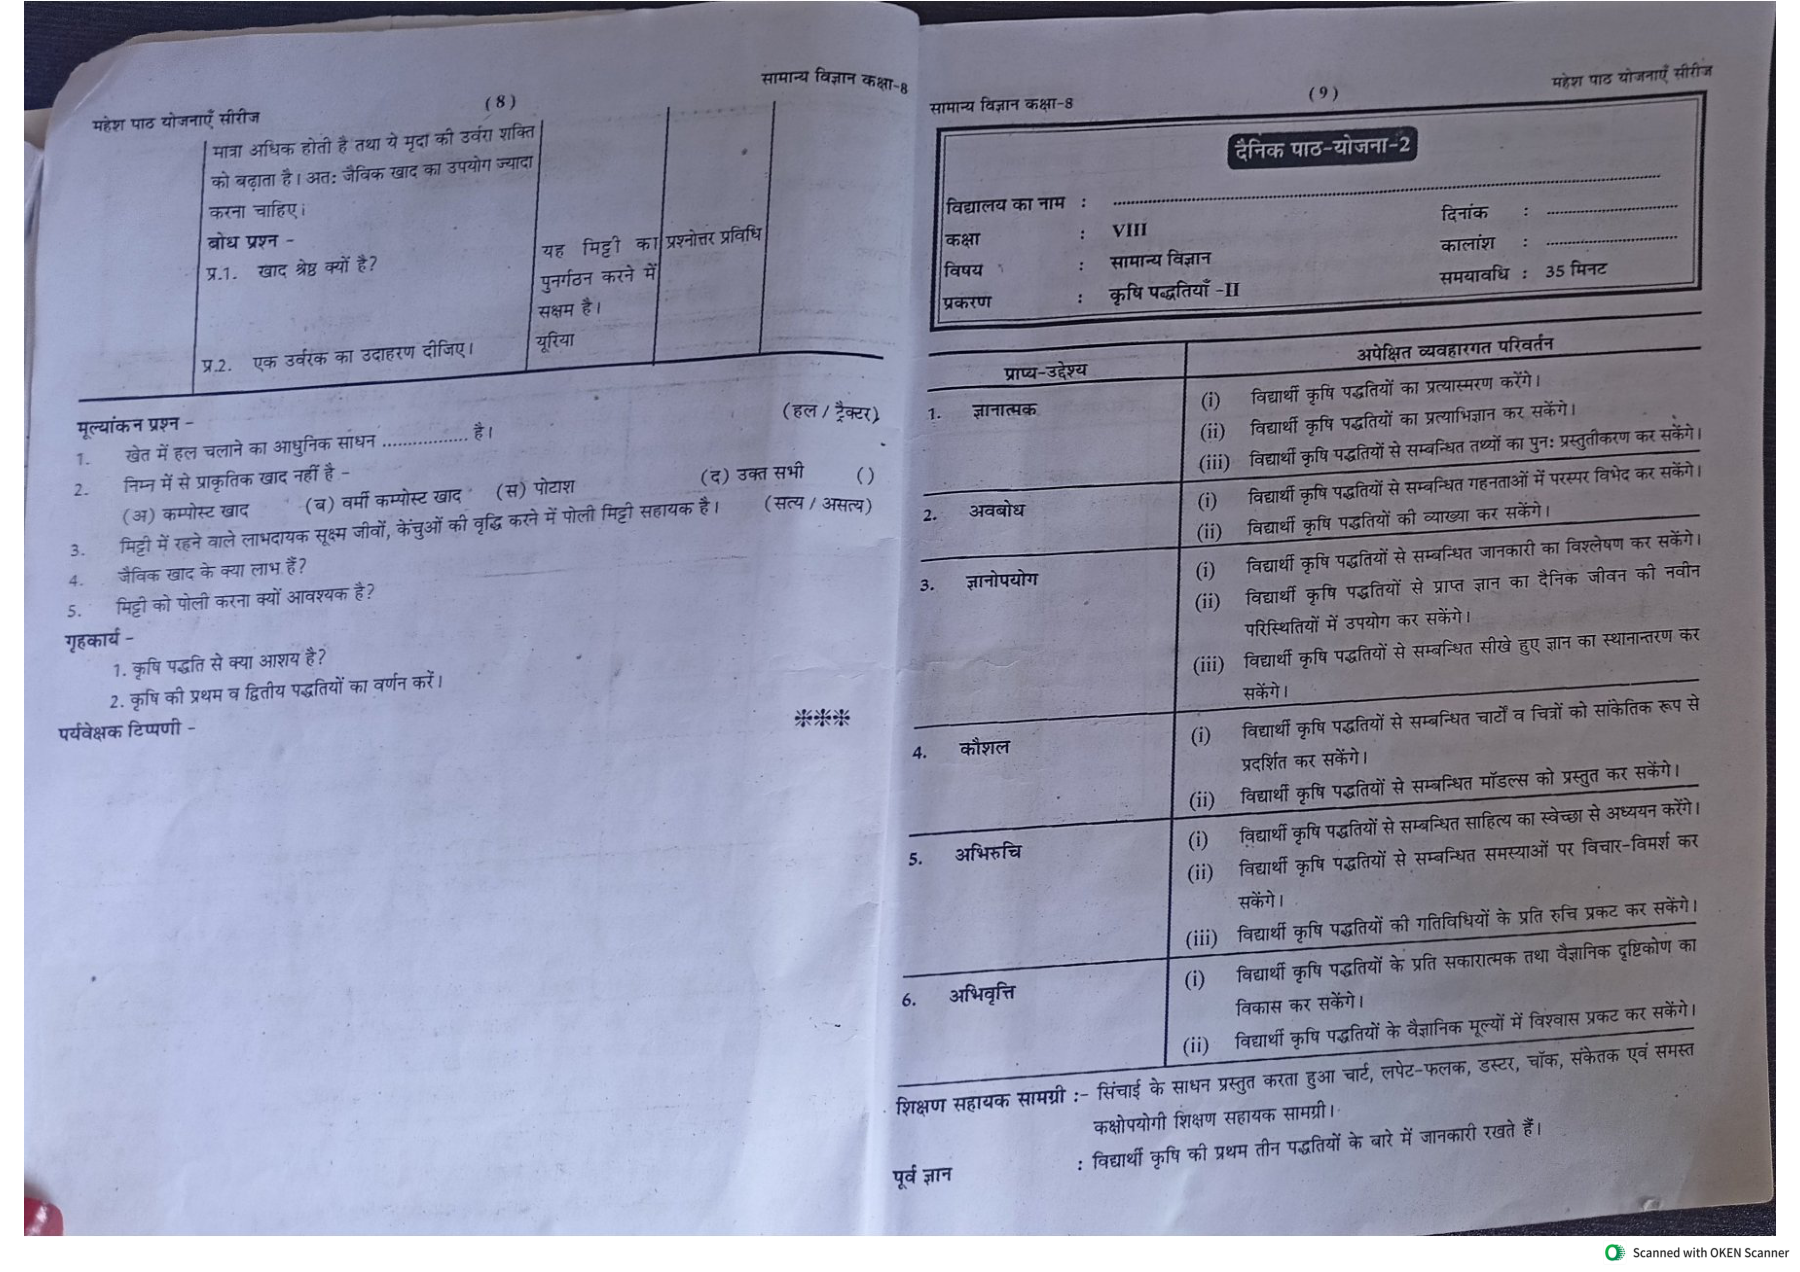 महेश पाठ योजनाएँ सीरीज
(8)
सामान्य विज्ञान कक्षा-8
मात्रा अधिक होती है तथा ये मृदा की उर्वरा शक्ति
को बढ़ाता है। अतः जैविक खाद का उपयोग ज्यादा
करना चाहिए।
बोध प्रश्न -
प्र.1. खाद श्रेष्ठ क्यों है?
यह मिट्टी का
पुनर्गठन करने में
सक्षम है।
प्रश्नोत्तर प्रविधि
प्र.2. एक उर्वरक का उदाहरण दीजिए।
यूरिया
मूल्यांकन प्रश्न -
1. खेत में हल चलाने का आधुनिक साधन ................ है। (हल / ट्रैक्टर)
2. निम्न में से प्राकृतिक खाद नहीं है -
(अ) कम्पोस्ट खाद (ब) वर्मी कम्पोस्ट खाद (स) पोटाश (द) उक्त सभी ()
3. मिट्टी में रहने वाले लाभदायक सूक्ष्म जीवों, केंचुओं की वृद्धि करने में पोली मिट्टी सहायक है। (सत्य / असत्य)
4. जैविक खाद के क्या लाभ हैं?
5. मिट्टी को पोली करना क्यों आवश्यक है?
गृहकार्य -
1. कृषि पद्धति से क्या आशय है?
2. कृषि की प्रथम व द्वितीय पद्धतियों का वर्णन करें।
पर्यवेक्षक टिप्पणी -
सामान्य विज्ञान कक्षा-8
(9)
महेश पाठ योजनाएँ सीरीज
दैनिक पाठ-योजना-2
विद्यालय का नाम : ................................................
कक्षा : VIII
दिनांक : ....................
विषय : सामान्य विज्ञान
कालांश : ....................
प्रकरण : कृषि पद्धतियाँ -II
समयावधि : 35 मिनट
प्राप्य-उद्देश्य
अपेक्षित व्यवहारगत परिवर्तन
1. ज्ञानात्मक
(i) विद्यार्थी कृषि पद्धतियों का प्रत्यास्मरण करेंगे।
(ii) विद्यार्थी कृषि पद्धतियों का प्रत्याभिज्ञान कर सकेंगे।
(iii) विद्यार्थी कृषि पद्धतियों से सम्बन्धित तथ्यों का पुनः प्रस्तुतीकरण कर सकेंगे।
2. अवबोध
(i) विद्यार्थी कृषि पद्धतियों से सम्बन्धित गहनताओं में परस्पर विभेद कर सकेंगे।
(ii) विद्यार्थी कृषि पद्धतियों की व्याख्या कर सकेंगे।
3. ज्ञानोपयोग
(i) विद्यार्थी कृषि पद्धतियों से सम्बन्धित जानकारी का विश्लेषण कर सकेंगे।
(ii) विद्यार्थी कृषि पद्धतियों से प्राप्त ज्ञान का दैनिक जीवन की नवीन
परिस्थितियों में उपयोग कर सकेंगे।
(iii) विद्यार्थी कृषि पद्धतियों से सम्बन्धित सीखे हुए ज्ञान का स्थानान्तरण कर
सकेंगे।
4. कौशल
(i) विद्यार्थी कृषि पद्धतियों से सम्बन्धित चार्टों व चित्रों को सांकेतिक रूप से
प्रदर्शित कर सकेंगे।
(ii) विद्यार्थी कृषि पद्धतियों से सम्बन्धित मॉडल्स को प्रस्तुत कर सकेंगे।
5. अभिरुचि
(i) विद्यार्थी कृषि पद्धतियों से सम्बन्धित साहित्य का स्वेच्छा से अध्ययन करेंगे।
(ii) विद्यार्थी कृषि पद्धतियों से सम्बन्धित समस्याओं पर विचार-विमर्श कर
सकेंगे।
(iii) विद्यार्थी कृषि पद्धतियों की गतिविधियों के प्रति रुचि प्रकट कर सकेंगे।
6. अभिवृत्ति
(i) विद्यार्थी कृषि पद्धतियों के प्रति सकारात्मक तथा वैज्ञानिक दृष्टिकोण का
विकास कर सकेंगे।
(ii) विद्यार्थी कृषि पद्धतियों के वैज्ञानिक मूल्यों में विश्वास प्रकट कर सकेंगे।
शिक्षण सहायक सामग्री :- सिंचाई के साधन प्रस्तुत करता हुआ चार्ट, लपेट-फलक, डस्टर, चॉक, संकेतक एवं समस्त
कक्षोपयोगी शिक्षण सहायक सामग्री।
पूर्व ज्ञान : विद्यार्थी कृषि की प्रथम तीन पद्धतियों के बारे में जानकारी रखते हैं।
Scanned with OKEN Scanner